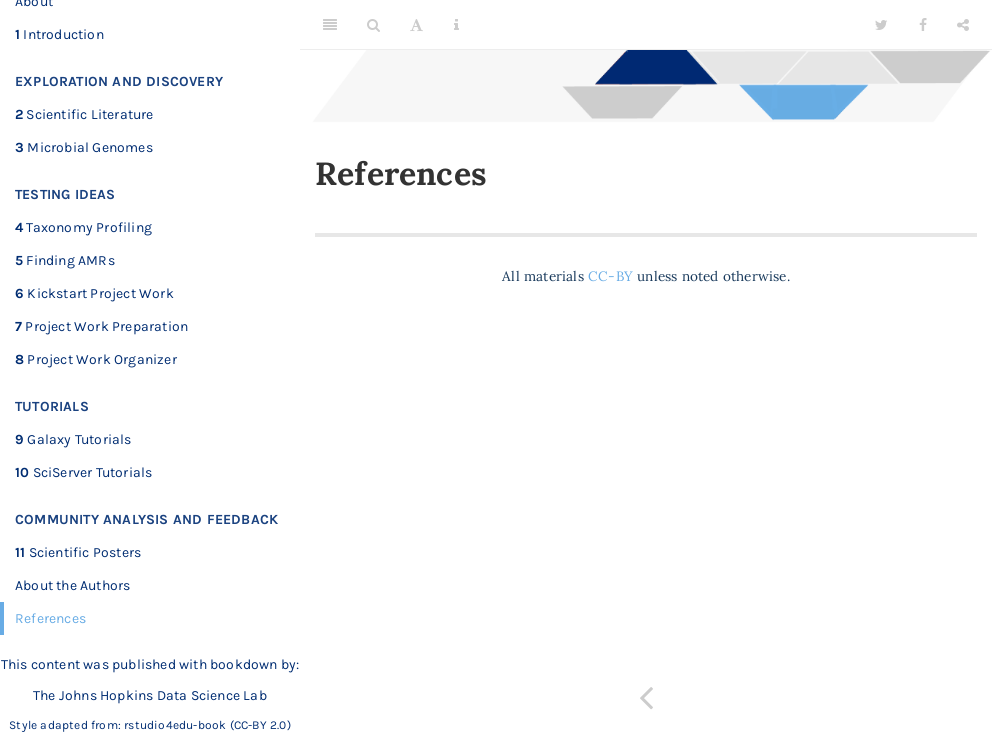 About
1 Introduction
EXPLORATION AND DISCOVERY
2 Scientific Literature
3 Microbial Genomes
TESTING IDEAS
4 Taxonomy Profiling
5 Finding AMRs
6 Kickstart Project Work
7 Project Work Preparation
8 Project Work Organizer
TUTORIALS
9 Galaxy Tutorials
10 SciServer Tutorials
COMMUNITY ANALYSIS AND FEEDBACK
11 Scientific Posters
About the Authors
References
This content was published with bookdown by:
The Johns Hopkins Data Science Lab
Style adapted from: rstudio4edu-book (CC-BY 2.0)
A
References
All materials CC-BY unless noted otherwise.